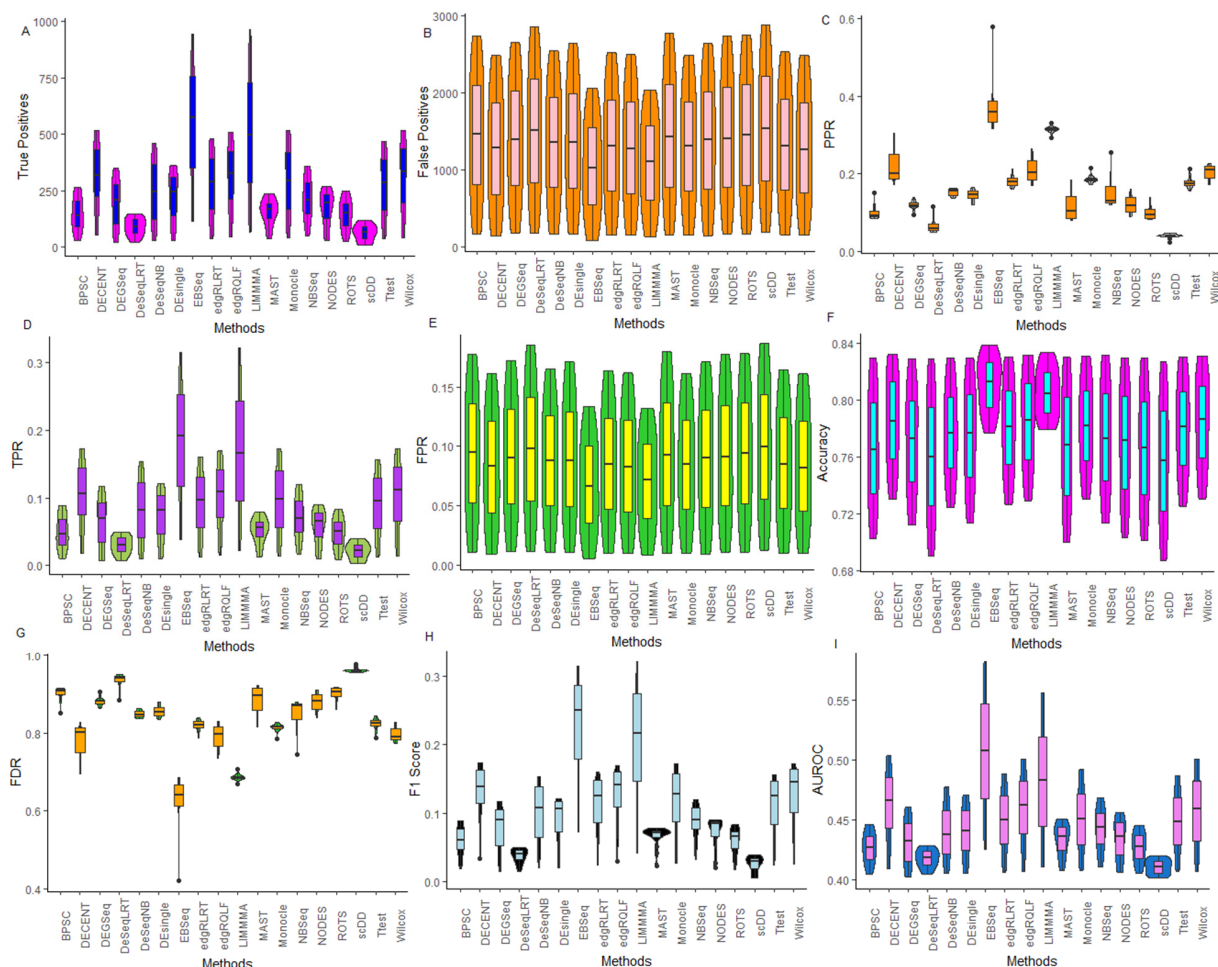 A
True Positives
1000
750
500
250
0
BPSC
DECENT
DEGSeq
DeSeqLRT
DeSeqNB
DEsingle
EBSeq
edgRLRT
edgRQLF
LIMMMA
MAST
Monocle
NBSeq
NODES
ROTS
scDD
Ttest
Wilcox
Methods
B
False Positives
3000
2000
1000
0
BPSC
DECENT
DEGSeq
DeSeqLRT
DeSeqNB
DEsingle
EBSeq
edgRLRT
edgRQLF
LIMMMA
MAST
Monocle
NBSeq
NODES
ROTS
scDD
Ttest
Wilcox
Methods
C
PPR
0.6
0.4
0.2
0.0
BPSC
DECENT
DEGSeq
DeSeqLRT
DeSeqNB
DEsingle
EBSeq
edgRLRT
edgRQLF
LIMMMA
MAST
Monocle
NBSeq
NODES
ROTS
scDD
Ttest
Wilcox
Methods
D
TPR
0.3
0.2
0.1
0.0
BPSC
DECENT
DEGSeq
DeSeqLRT
DeSeqNB
DEsingle
EBSeq
edgRLRT
edgRQLF
LIMMMA
MAST
Monocle
NBSeq
NODES
ROTS
scDD
Ttest
Wilcox
Methods
E
FPR
0.15
0.10
0.05
0.00
BPSC
DECENT
DEGSeq
DeSeqLRT
DeSeqNB
DEsingle
EBSeq
edgRLRT
edgRQLF
LIMMMA
MAST
Monocle
NBSeq
NODES
ROTS
scDD
Ttest
Wilcox
Methods
F
Accuracy
0.84
0.80
0.76
0.72
0.68
BPSC
DECENT
DEGSeq
DeSeqLRT
DeSeqNB
DEsingle
EBSeq
edgRLRT
edgRQLF
LIMMMA
MAST
Monocle
NBSeq
NODES
ROTS
scDD
Ttest
Wilcox
Methods
G
FDR
1.0
0.8
0.6
0.4
BPSC
DECENT
DEGSeq
DeSeqLRT
DeSeqNB
DEsingle
EBSeq
edgRLRT
edgRQLF
LIMMMA
MAST
Monocle
NBSeq
NODES
ROTS
scDD
Ttest
Wilcox
Methods
H
F1 Score
0.3
0.2
0.1
0.0
BPSC
DECENT
DEGSeq
DeSeqLRT
DeSeqNB
DEsingle
EBSeq
edgRLRT
edgRQLF
LIMMMA
MAST
Monocle
NBSeq
NODES
ROTS
scDD
Ttest
Wilcox
Methods
I
AUROC
0.55
0.50
0.45
0.40
BPSC
DECENT
DEGSeq
DeSeqLRT
DeSeqNB
DEsingle
EBSeq
edgRLRT
edgRQLF
LIMMMA
MAST
Monocle
NBSeq
NODES
ROTS
scDD
Ttest
Wilcox
Methods